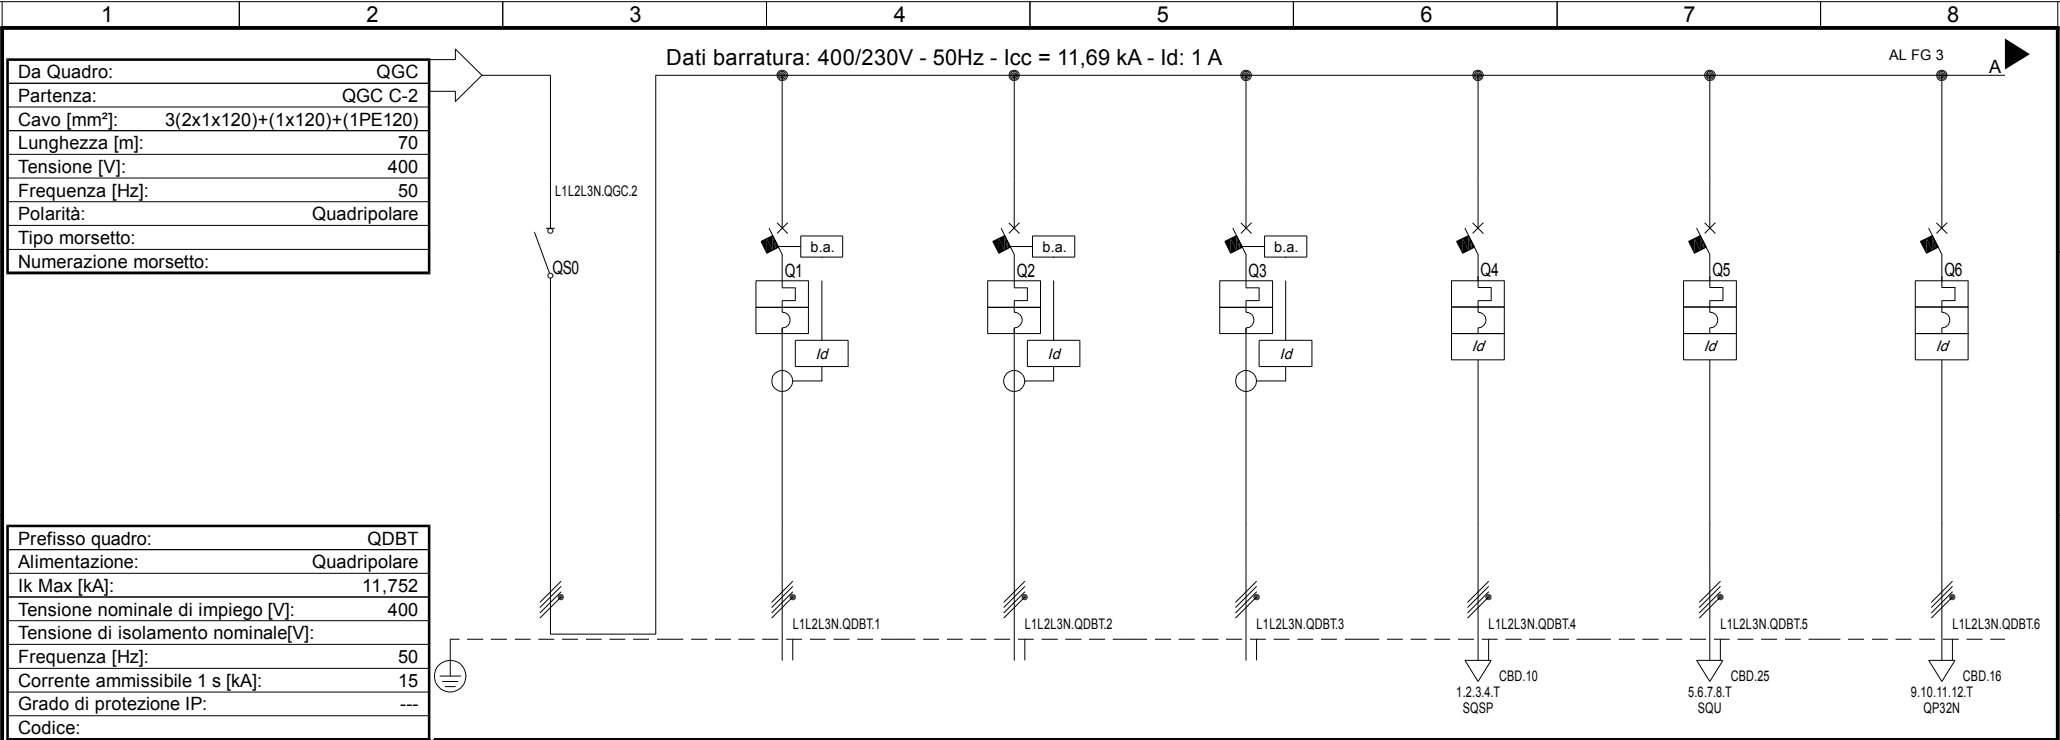 1 2 3 4 5 6 7 8
Dati barratura: 400/230V - 50Hz - Icc = 11,69 kA - Id: 1 A
AL FG 3
A
Da Quadro: QGC
Partenza: QGC C-2
Cavo [mm²]: 3(2x1x120)+(1x120)+(1PE120)
Lunghezza [m]: 70
Tensione [V]: 400
Frequenza [Hz]: 50
Polarità: Quadripolare
Tipo morsetto:
Numerazione morsetto:
L1L2L3N.QGC.2
QS0
b.a. b.a. b.a.
Q1 Q2 Q3 Q4 Q5 Q6
Id Id Id Id Id Id
Prefisso quadro: QDBT
Alimentazione: Quadripolare
Ik Max [kA]: 11,752
Tensione nominale di impiego [V]: 400
Tensione di isolamento nominale[V]:
Frequenza [Hz]: 50
Corrente ammissibile 1 s [kA]: 15
Grado di protezione IP: ---
Codice:
L1L2L3N.QDBT.1 L1L2L3N.QDBT.2 L1L2L3N.QDBT.3 L1L2L3N.QDBT.4 L1L2L3N.QDBT.5 L1L2L3N.QDBT.6
CBD.10 CBD.25 CBD.16
1.2.3.4.T 5.6.7.8.T 9.10.11.12.T
SQSP SQU QP32N